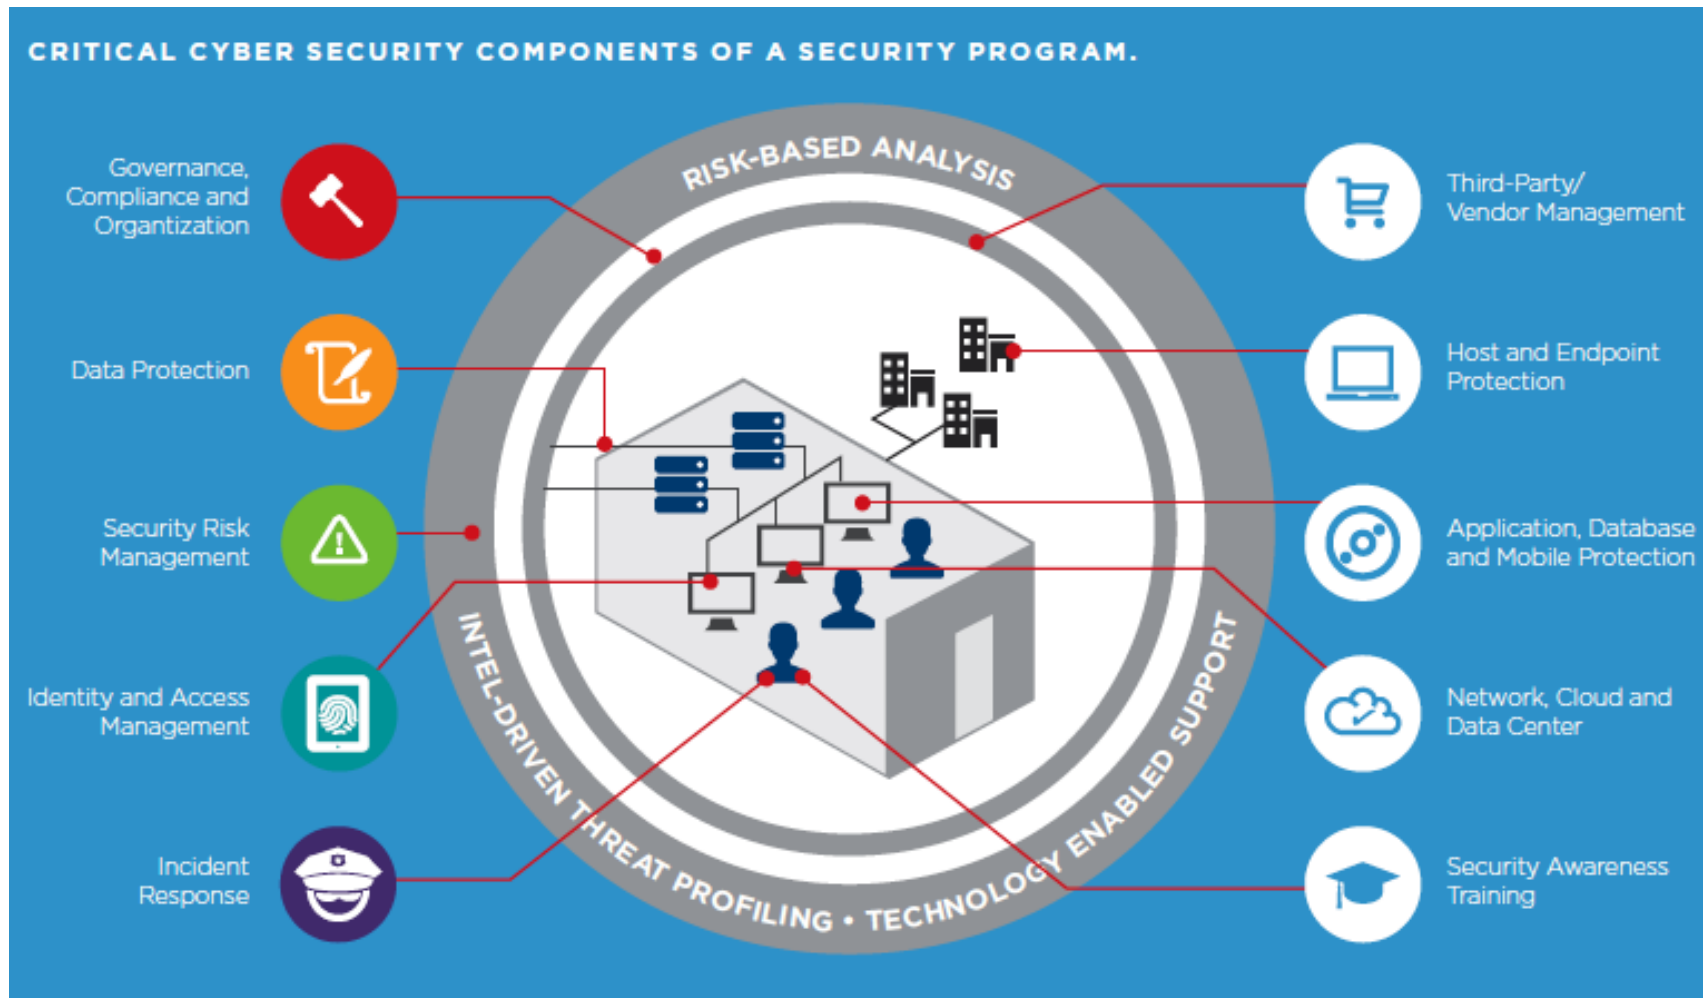 CRITICAL CYBER SECURITY COMPONENTS OF A SECURITY PROGRAM.
Governance,
Compliance and
Organtization
Data Protection
Security Risk
Management
Identity and Access
Management
Incident
Response
RISK-BASED ANALYSIS
INTEL-DRIVEN THREAT PROFILING • TECHNOLOGY ENABLED SUPPORT
Third-Party/
Vendor Management
Host and Endpoint
Protection
Application, Database
and Mobile Protection
Network, Cloud and
Data Center
Security Awareness
Training